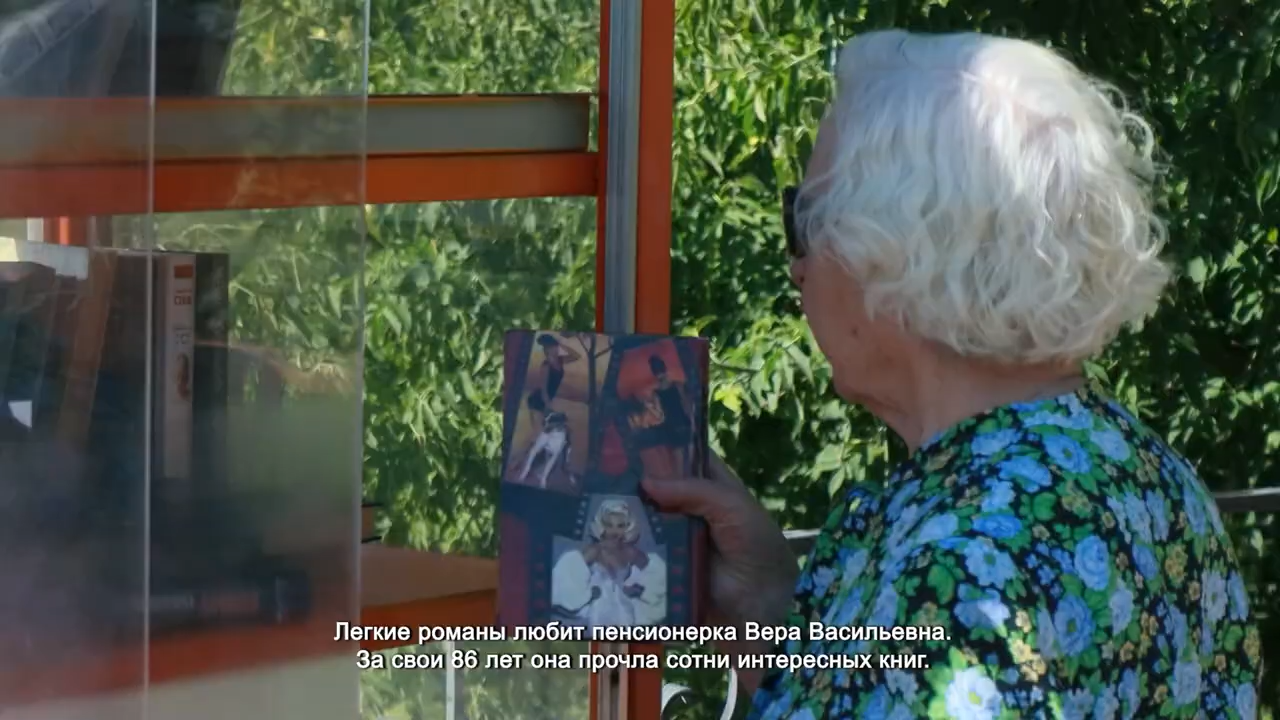 Легкие романы любит пенсионерка Вера Васильевна.
За свои 86 лет она прочла сотни интересных книг.